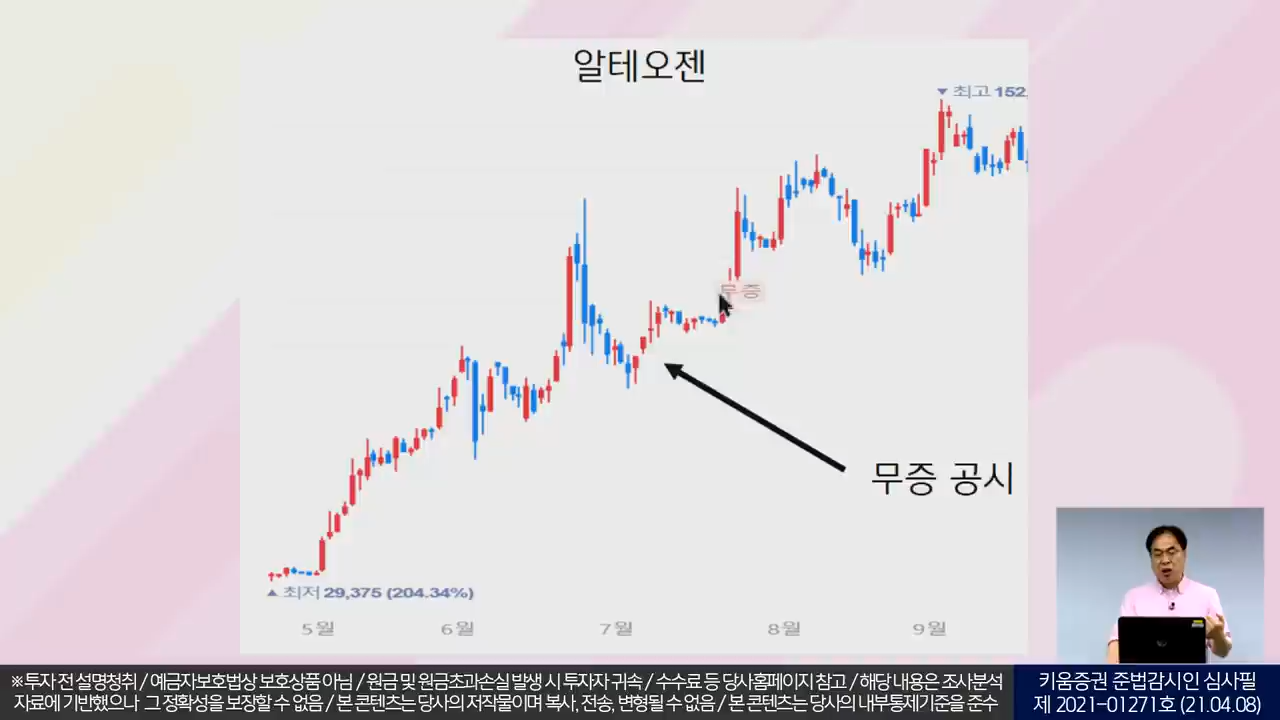 알테오젠
▼ 최고 152.
무증
무증 공시
▲ 최저 29,375 (204.34%)
5월 6월 7월 8월 9월
※투자 전 설명청취 / 예금자보호법상 보호상품 아님 / 원금 및 원금초과손실 발생 시 투자자 귀속 / 수수료 등 당사홈페이지 참고 / 해당 내용은 조사분석
자료에 기반했으나 그 정확성을 보장할 수 없음 / 본 콘텐츠는 당사의 저작물이며 복사, 전송, 변형될 수 없음 / 본 콘텐츠는 당사의 내부통제기준을 준수
키움증권 준법감시인 심사필
제 2021-01271호 (21.04.08)